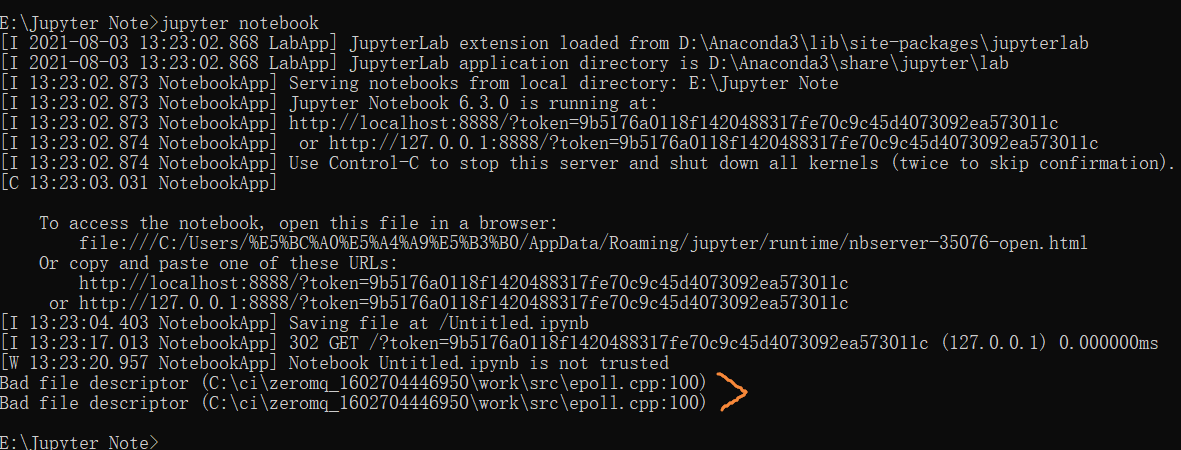 E:\Jupyter Note>jupyter notebook
[I 2021-08-03 13:23:02.868 LabApp] JupyterLab extension loaded from D:\Anaconda3\lib\site-packages\jupyterlab
[I 2021-08-03 13:23:02.868 LabApp] JupyterLab application directory is D:\Anaconda3\share\jupyter\lab
[I 13:23:02.873 NotebookApp] Serving notebooks from local directory: E:\Jupyter Note
[I 13:23:02.873 NotebookApp] Jupyter Notebook 6.3.0 is running at:
[I 13:23:02.873 NotebookApp] http://localhost:8888/?token=9b5176a0118f1420488317fe70c9c45d4073092ea573011c
[I 13:23:02.874 NotebookApp]  or http://127.0.0.1:8888/?token=9b5176a0118f1420488317fe70c9c45d4073092ea573011c
[I 13:23:02.874 NotebookApp] Use Control-C to stop this server and shut down all kernels (twice to skip confirmation).
[C 13:23:03.031 NotebookApp]
To access the notebook, open this file in a browser:
file:///C:/Users/%E5%BC%A0%E5%A4%A9%E5%B3%B0/AppData/Roaming/jupyter/runtime/nbserver-35076-open.html
Or copy and paste one of these URLs:
http://localhost:8888/?token=9b5176a0118f1420488317fe70c9c45d4073092ea573011c
or http://127.0.0.1:8888/?token=9b5176a0118f1420488317fe70c9c45d4073092ea573011c
[I 13:23:04.403 NotebookApp] Saving file at /Untitled.ipynb
[I 13:23:17.013 NotebookApp] 302 GET /?token=9b5176a0118f1420488317fe70c9c45d4073092ea573011c (127.0.0.1) 0.000000ms
[W 13:23:20.957 NotebookApp] Notebook Untitled.ipynb is not trusted
Bad file descriptor (C:\ci\zeromq_1602704446950\work\src\epoll.cpp:100)
Bad file descriptor (C:\ci\zeromq_1602704446950\work\src\epoll.cpp:100)
E:\Jupyter Note>